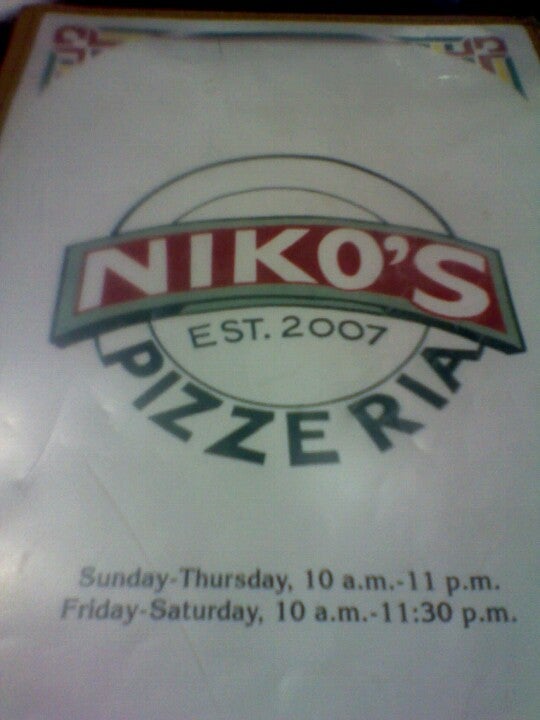 NIKO'S
EST. 2007
PIZZERIA
Sunday-Thursday, 10 a.m.-11 p.m.
Friday-Saturday, 10 a.m.-11:30 p.m.